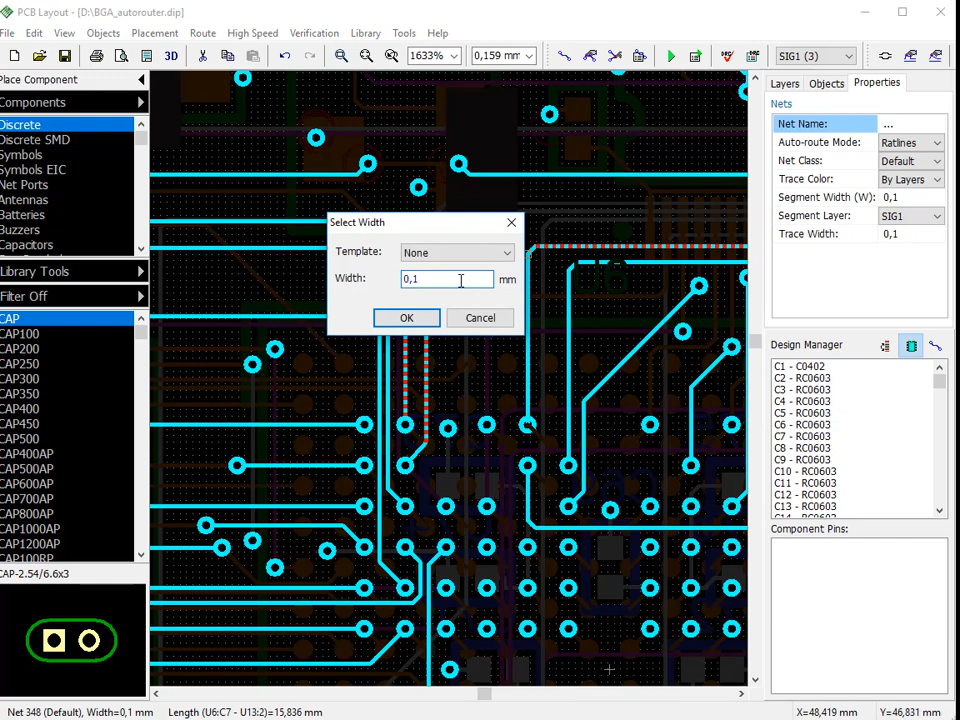 PCB Layout - [D:\BGA_autorouter.dip]
File Edit View Objects Placement Route High Speed Verification Library Tools Help
3D 1633% 0,159 mm SIG1 (3)
Place Component
Components
Discrete
Discrete SMD
Symbols
Symbols EIC
Net Ports
Antennas
Batteries
Buzzers
Capacitors
Library Tools
Filter Off
CAP
CAP100
CAP200
CAP250
CAP300
CAP350
CAP400
CAP450
CAP500
CAP400AP
CAP500AP
CAP600AP
CAP700AP
CAP800AP
CAP1000AP
CAP1200AP
CAP100RP
CAP-2.54/6.6x3
Select Width
Template: None
Width: 0,1 mm
OK Cancel
Layers Objects Properties
Nets
Net Name: ...
Auto-route Mode: Ratlines
Net Class: Default
Trace Color: By Layers
Segment Width (W): 0,1
Segment Layer: SIG1
Trace Width: 0,1
Design Manager
C1 - C0402
C2 - RC0603
C3 - RC0603
C4 - RC0603
C5 - RC0603
C6 - RC0603
C7 - RC0603
C8 - RC0603
C9 - RC0603
C10 - RC0603
C11 - RC0603
C12 - RC0603
C13 - RC0603
Component Pins:
Net 348 (Default), Width=0,1 mm Length (U6:C7 - U13:2)=15,836 mm X=48,419 mm Y=46,831 mm